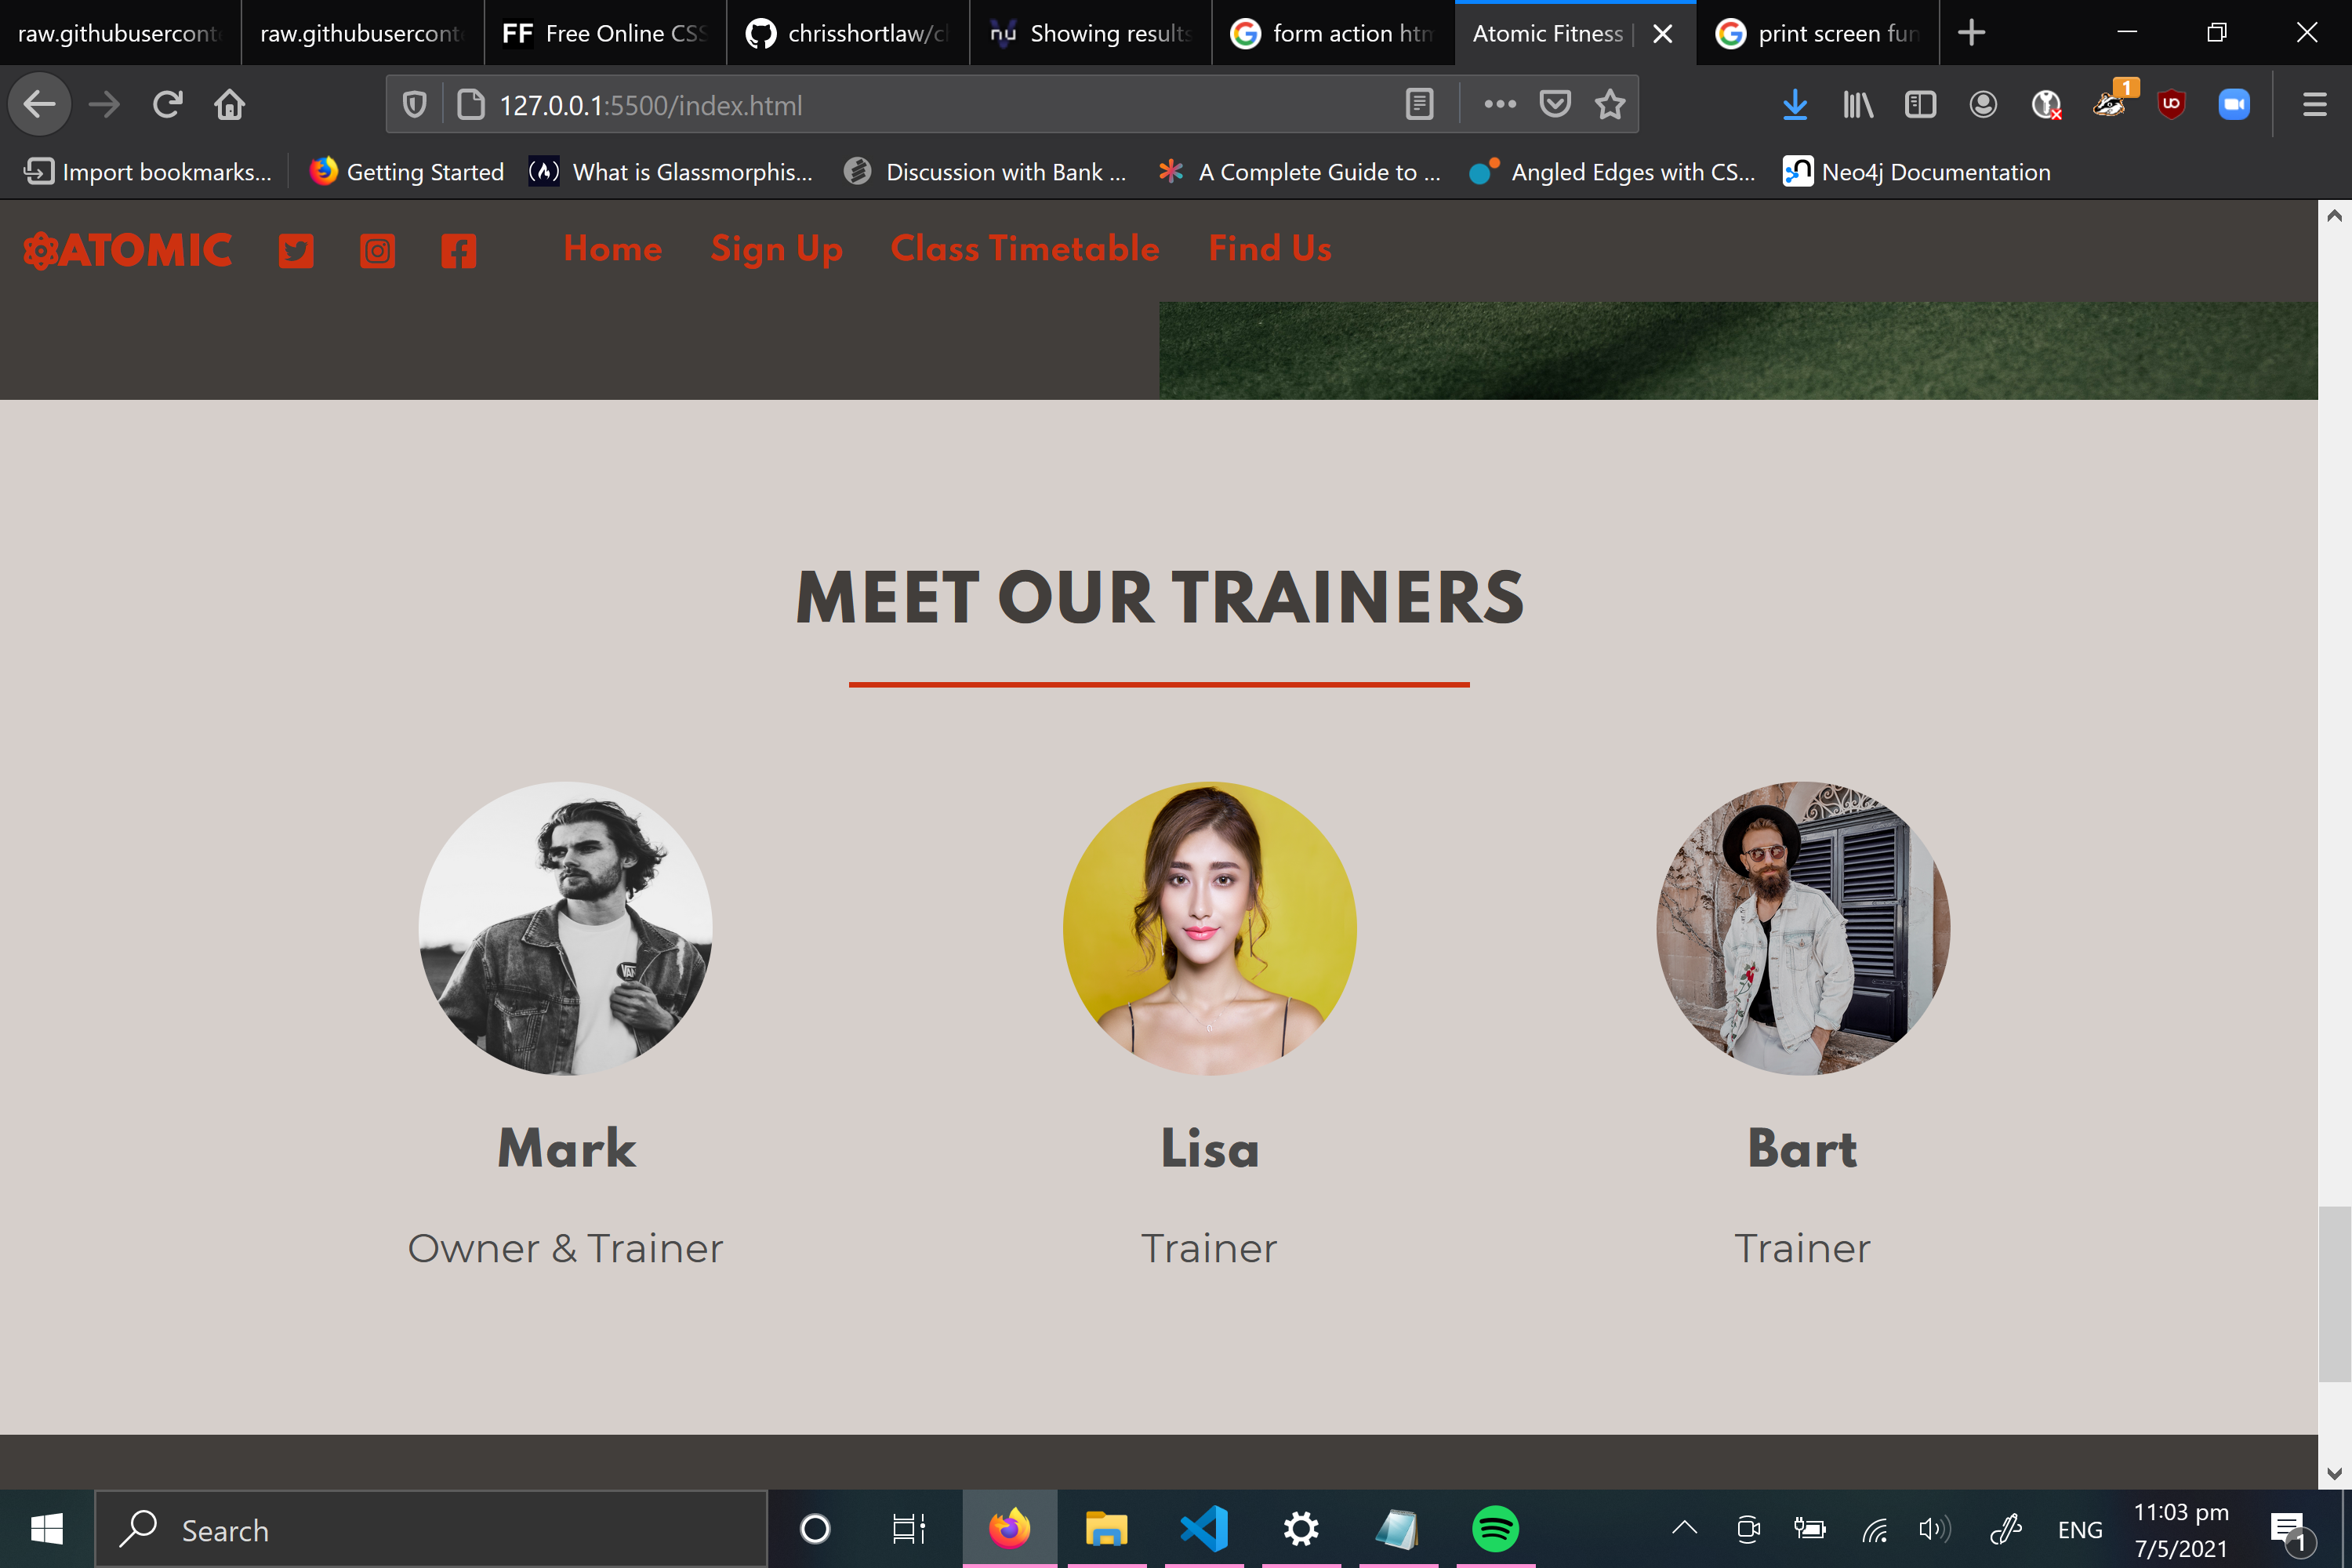 raw.githubusercont
raw.githubusercont
FF Free Online CSS
chrisshortlaw/c
nu Showing results
form action htm
Atomic Fitness |
print screen fun
127.0.0.1:5500/index.html
1
Import bookmarks...
Getting Started
(A) What is Glassmorphis...
Discussion with Bank ...
A Complete Guide to ...
Angled Edges with CS...
Neo4j Documentation
ATOMIC
Home
Sign Up
Class Timetable
Find Us
MEET OUR TRAINERS
VAN
Mark
Lisa
Bart
Owner & Trainer
Trainer
Trainer
Search
ENG
11:03 pm
7/5/2021
1